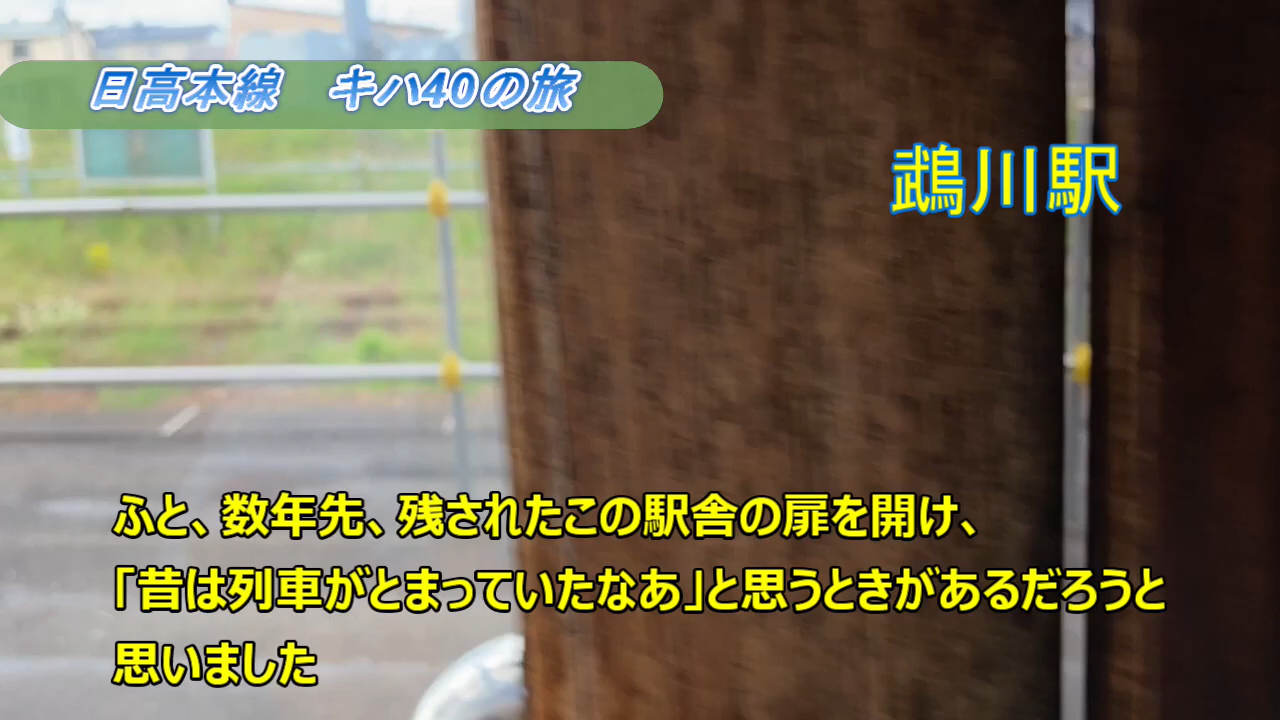 日高本線　キハ40の旅
鵡川駅
ふと、数年先、残されたこの駅舎の扉を開け、
「昔は列車がとまっていたなあ」と思うときがあるだろうと
思いました